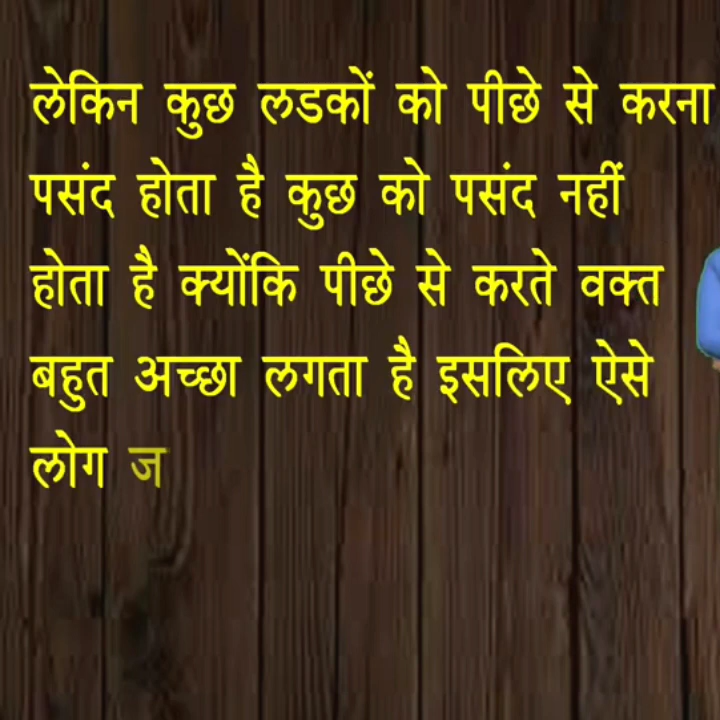 लेकिन कुछ लडकों को पीछे से करना
पसंद होता है कुछ को पसंद नहीं
होता है क्योंकि पीछे से करते वक्त
बहुत अच्छा लगता है इसलिए ऐसे
लोग ज